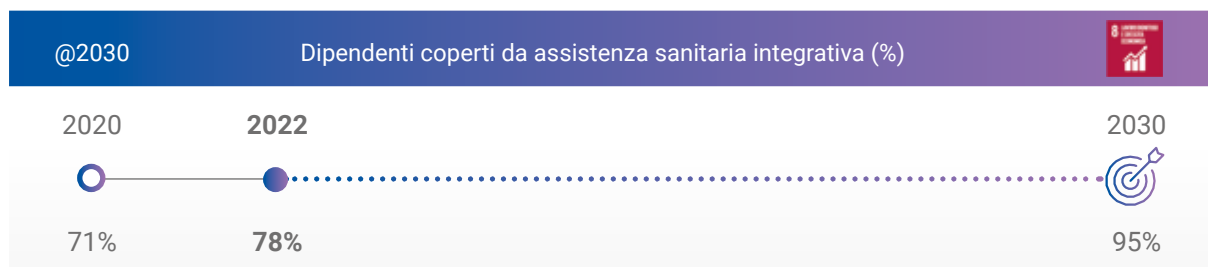 @2030 Dipendenti coperti da assistenza sanitaria integrativa (%) 8
2020 2022 2030
71% 78% 95%